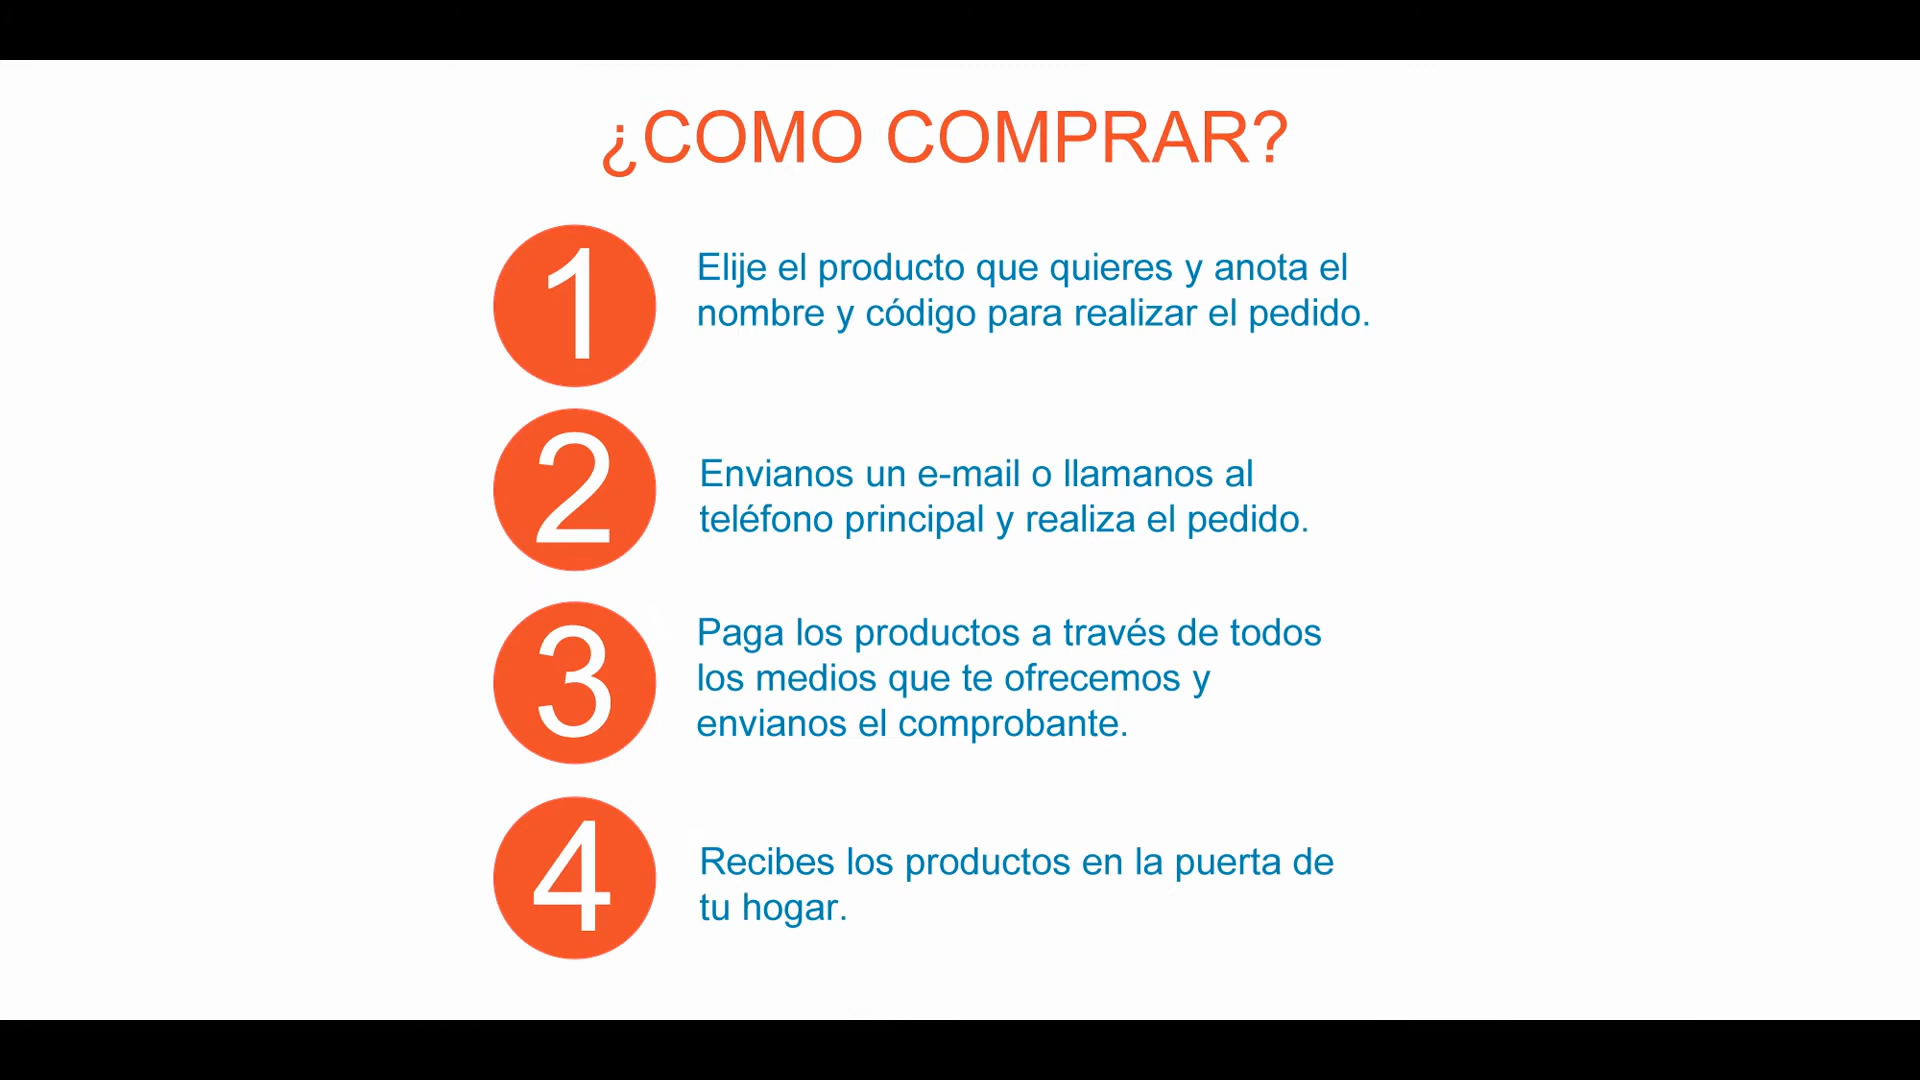 ¿COMO COMPRAR?
1
Elije el producto que quieres y anota el
nombre y código para realizar el pedido.
2
Envianos un e-mail o llamanos al
teléfono principal y realiza el pedido.
3
Paga los productos a través de todos
los medios que te ofrecemos y
envianos el comprobante.
4
Recibes los productos en la puerta de
tu hogar.